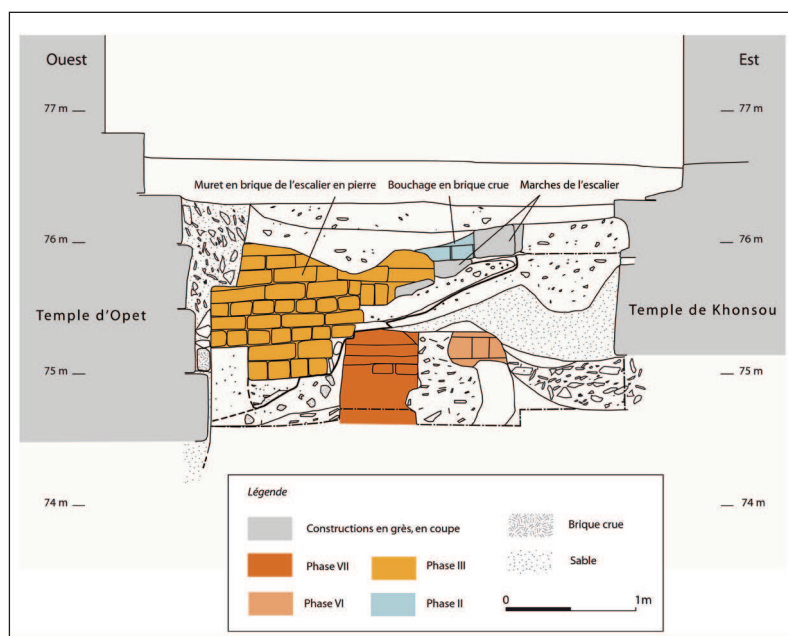 Ouest
Est
77 m
77 m
Muret en brique de l'escalier en pierre
Bouchage en brique crue
Marches de l'escalier
76 m
76 m
Temple d'Opet
Temple de Khonsou
75 m
75 m
74 m
74 m
Légende
Constructions en grès, en coupe
Brique crue
Phase VII
Phase III
Sable
Phase VI
Phase II
0
1m